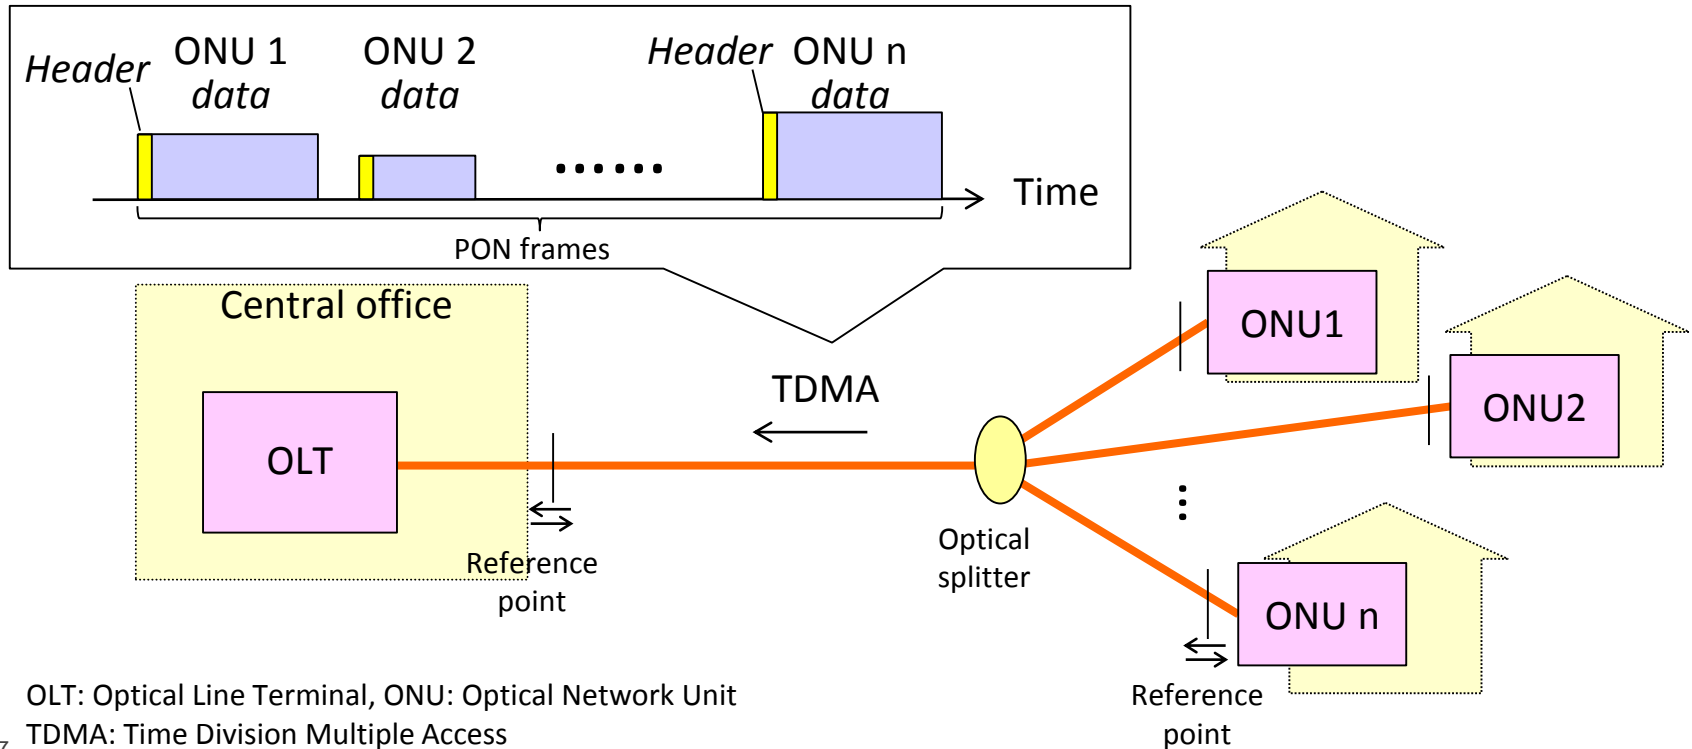 ONU 1
data
ONU 2
data
Header
Header
ONU n
data
Time
PON frames
Central office
ONU1
ONU2
TDMA
OLT
Optical
splitter
Reference
point
ONU n
Reference
point
OLT: Optical Line Terminal, ONU: Optical Network Unit
TDMA: Time Division Multiple Access